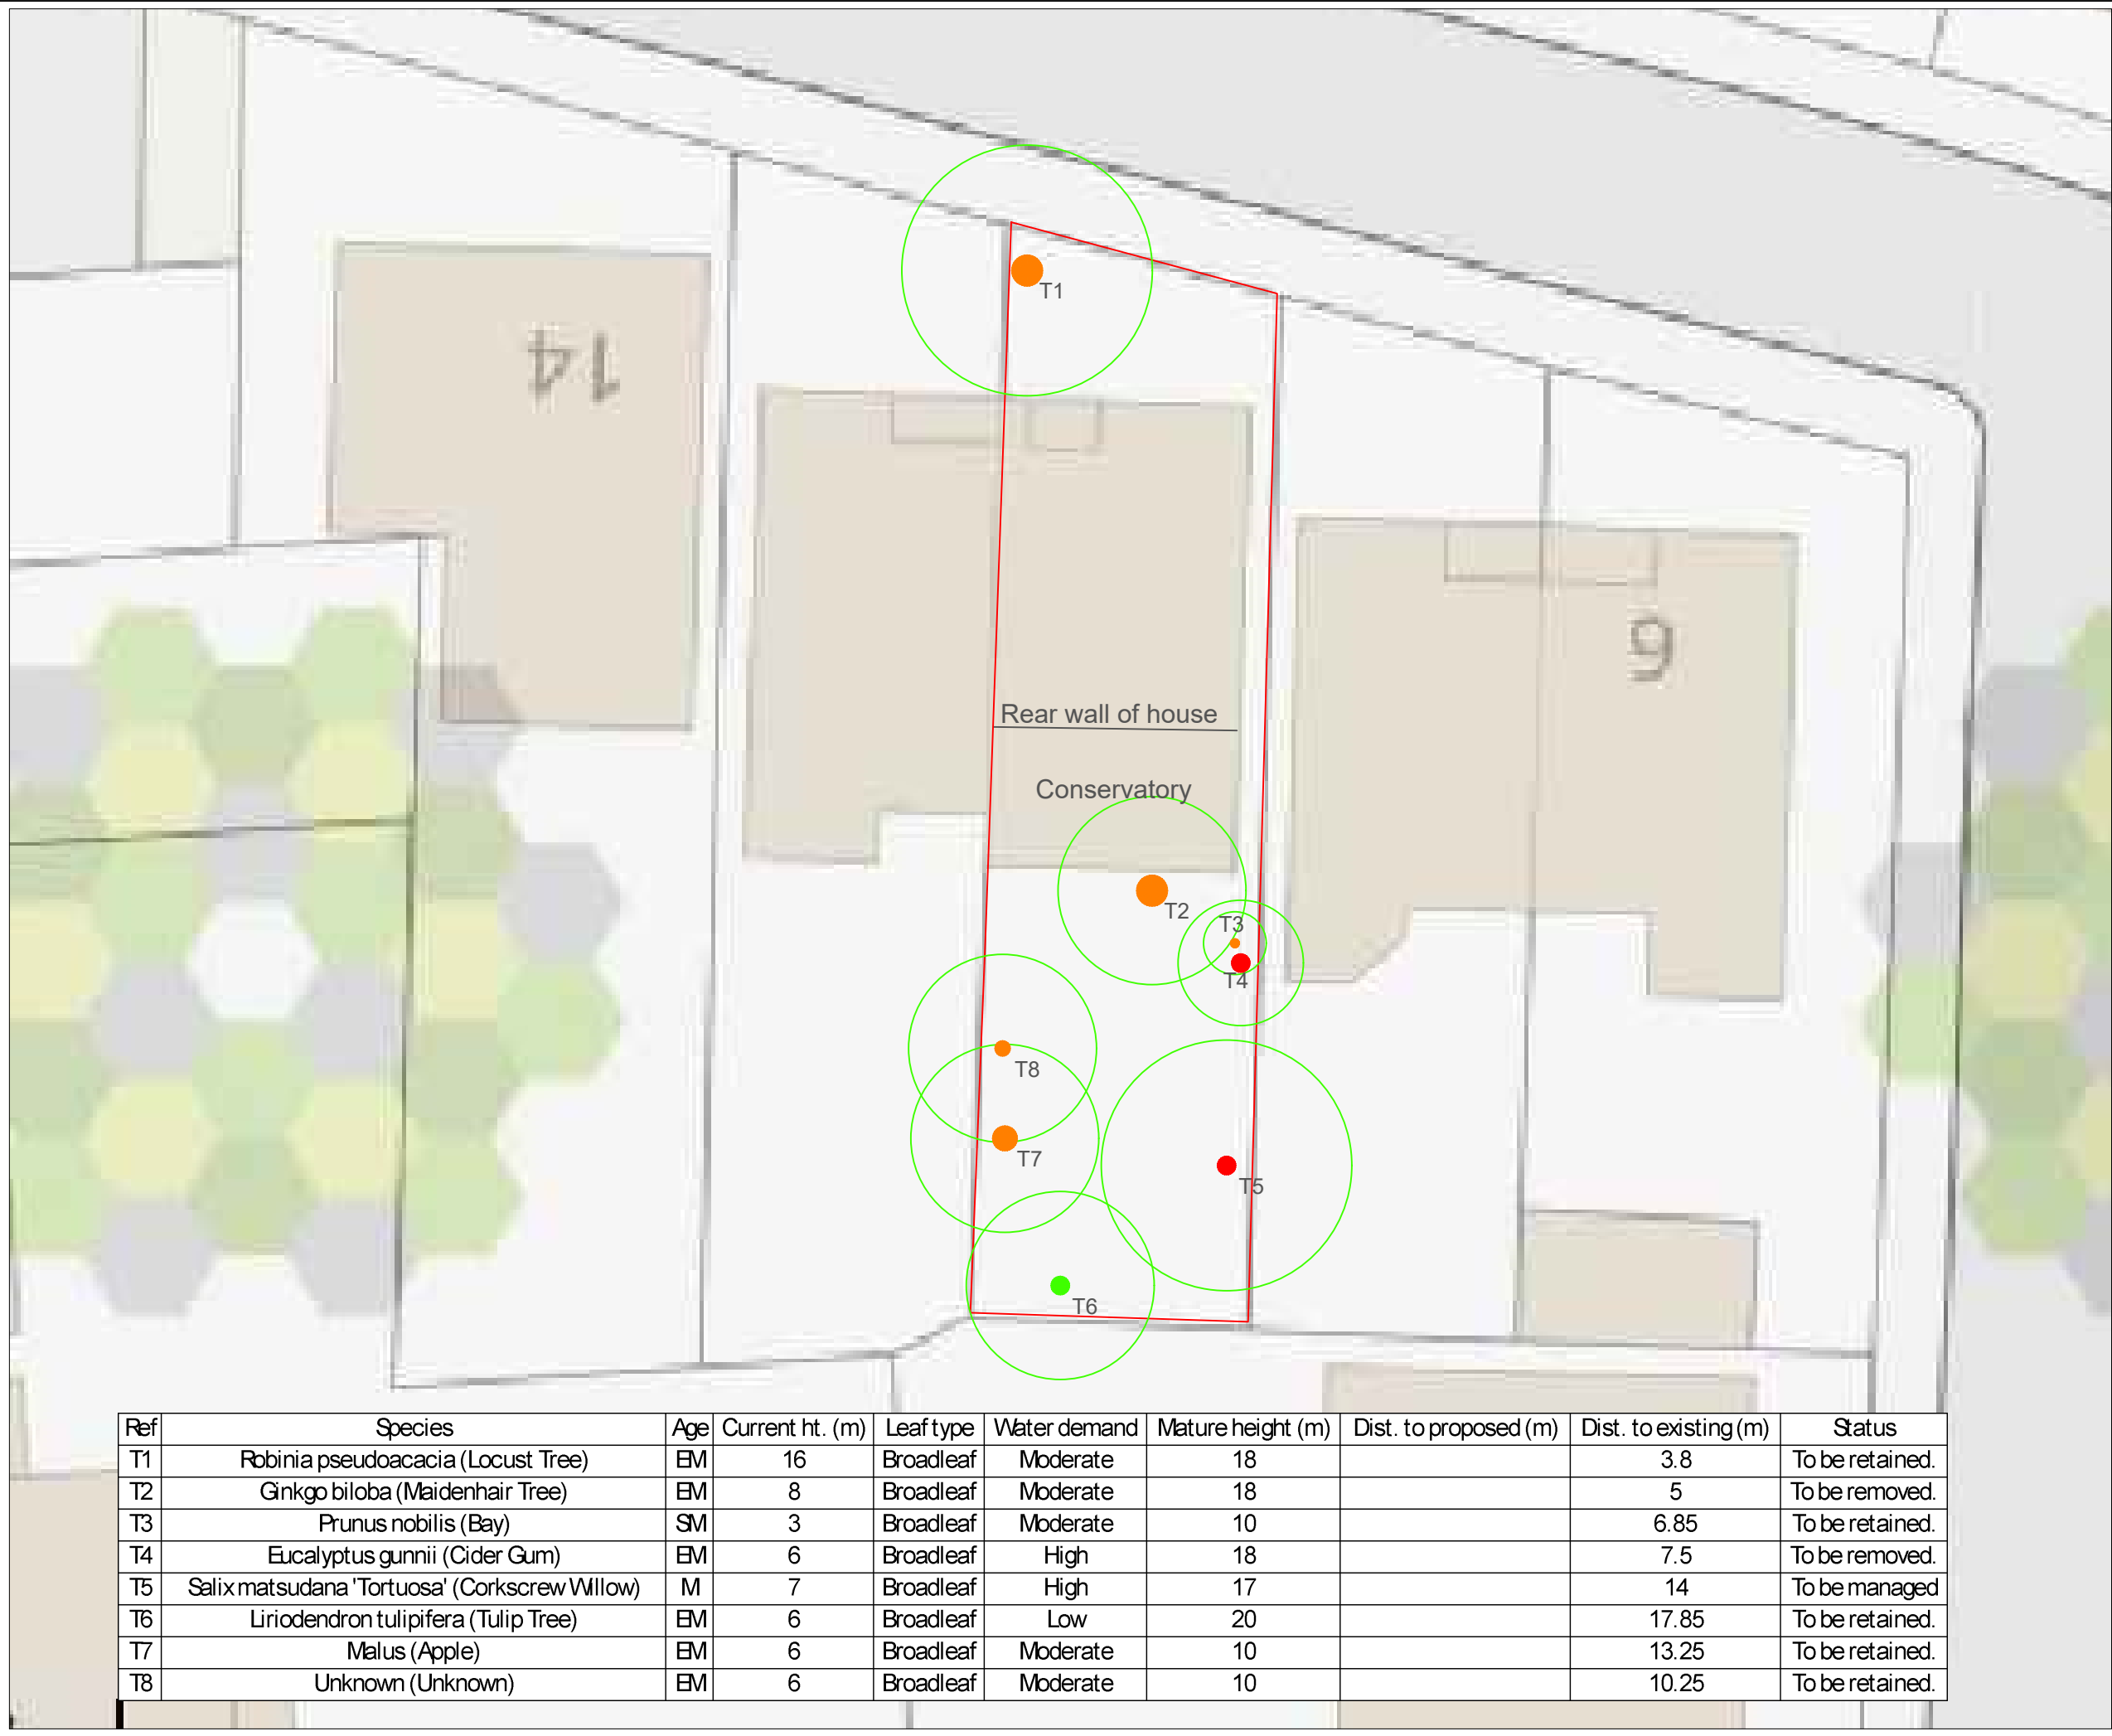 14
T1
9
Rear wall of house
Conservatory
T2
T3
T4
T8
T7
T5
T6
Ref Species Age Current ht. (m) Leaf type Water demand Mature height (m) Dist. to proposed (m) Dist. to existing (m) Status
T1 Robinia pseudoacacia (Locust Tree) EM 16 Broadleaf Moderate 18 3.8 To be retained.
T2 Ginkgo biloba (Maidenhair Tree) EM 8 Broadleaf Moderate 18 5 To be removed.
T3 Prunus nobilis (Bay) SM 3 Broadleaf Moderate 10 6.85 To be retained.
T4 Eucalyptus gunnii (Cider Gum) EM 6 Broadleaf High 18 7.5 To be removed.
T5 Salix matsudana 'Tortuosa' (Corkscrew Willow) M 7 Broadleaf High 17 14 To be managed
T6 Liriodendron tulipifera (Tulip Tree) EM 6 Broadleaf Low 20 17.85 To be retained.
T7 Malus (Apple) EM 6 Broadleaf Moderate 10 13.25 To be retained.
T8 Unknown (Unknown) EM 6 Broadleaf Moderate 10 10.25 To be retained.